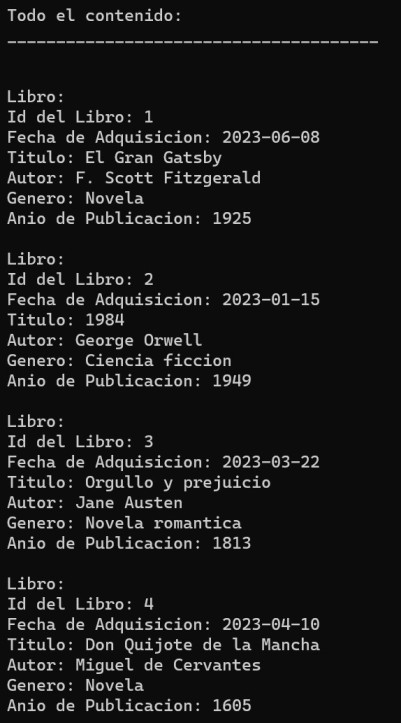 Todo el contenido:
--------------------------------------
Libro:
Id del Libro: 1
Fecha de Adquisicion: 2023-06-08
Titulo: El Gran Gatsby
Autor: F. Scott Fitzgerald
Genero: Novela
Anio de Publicacion: 1925
Libro:
Id del Libro: 2
Fecha de Adquisicion: 2023-01-15
Titulo: 1984
Autor: George Orwell
Genero: Ciencia ficcion
Anio de Publicacion: 1949
Libro:
Id del Libro: 3
Fecha de Adquisicion: 2023-03-22
Titulo: Orgullo y prejuicio
Autor: Jane Austen
Genero: Novela romantica
Anio de Publicacion: 1813
Libro:
Id del Libro: 4
Fecha de Adquisicion: 2023-04-10
Titulo: Don Quijote de la Mancha
Autor: Miguel de Cervantes
Genero: Novela
Anio de Publicacion: 1605